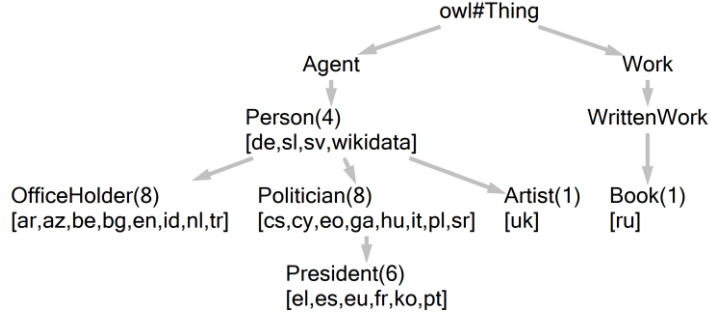 owl#Thing
Agent
Work
Person(4)
[de,sl,sv,wikidata]
WrittenWork
OfficeHolder(8)
[ar,az,be,bg,en,id,nl,tr]
Politician(8)
[cs,cy,eo,ga,hu,it,pl,sr]
Artist(1)
[uk]
Book(1)
[ru]
President(6)
[el,es,eu,fr,ko,pt]